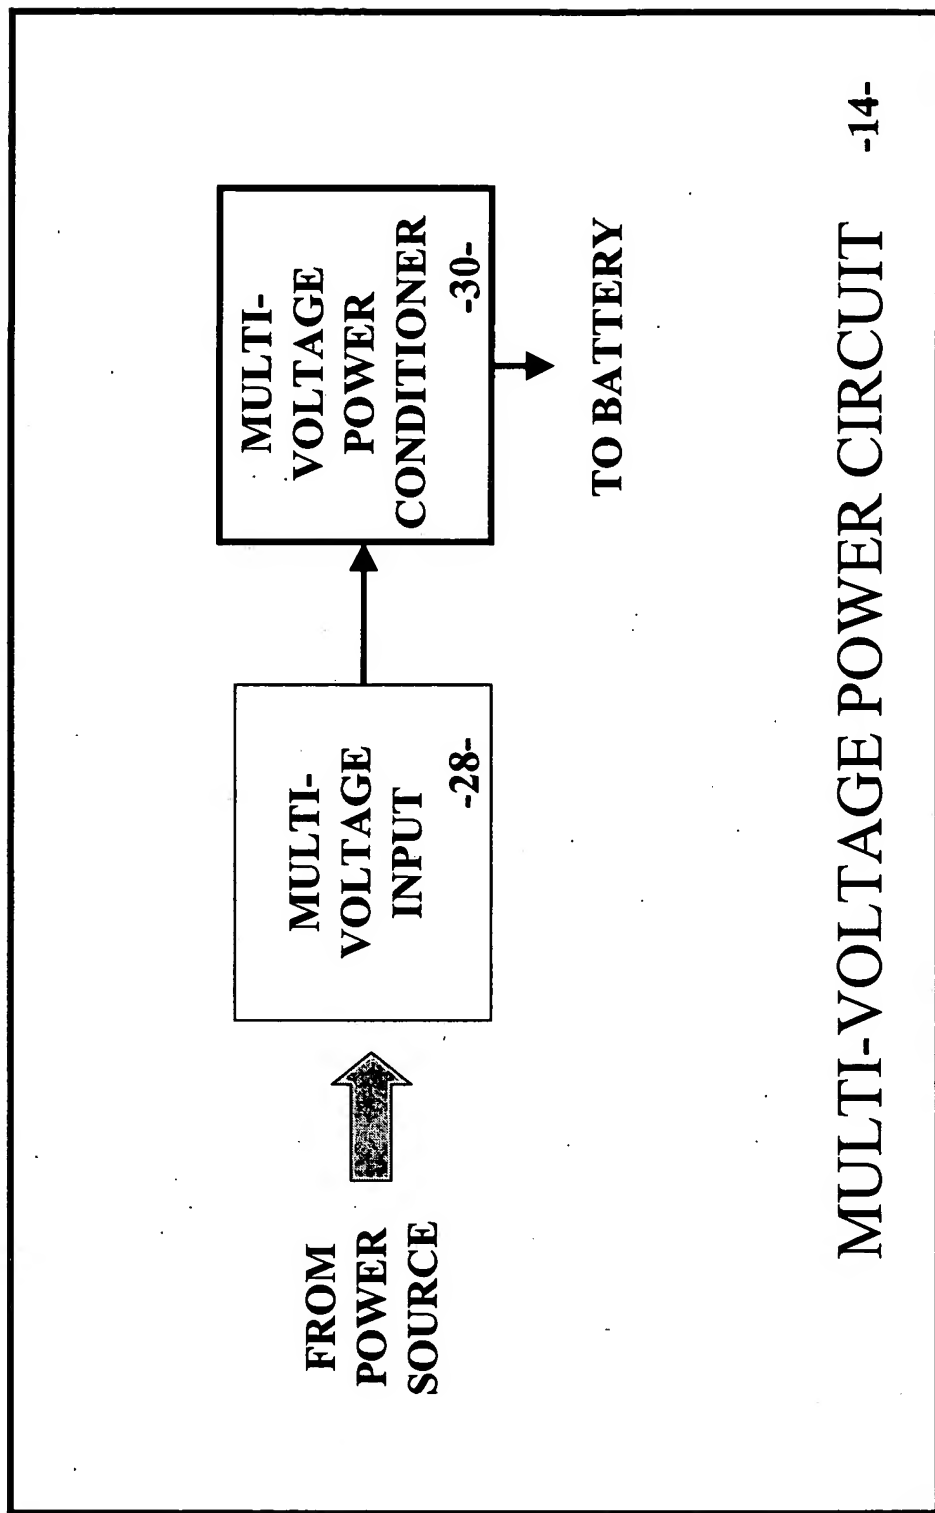 FROM
POWER
SOURCE
MULTI-
VOLTAGE
INPUT
-28-
MULTI-
VOLTAGE
POWER
CONDITIONER
-30-
TO BATTERY
MULTI-VOLTAGE POWER CIRCUIT -14-